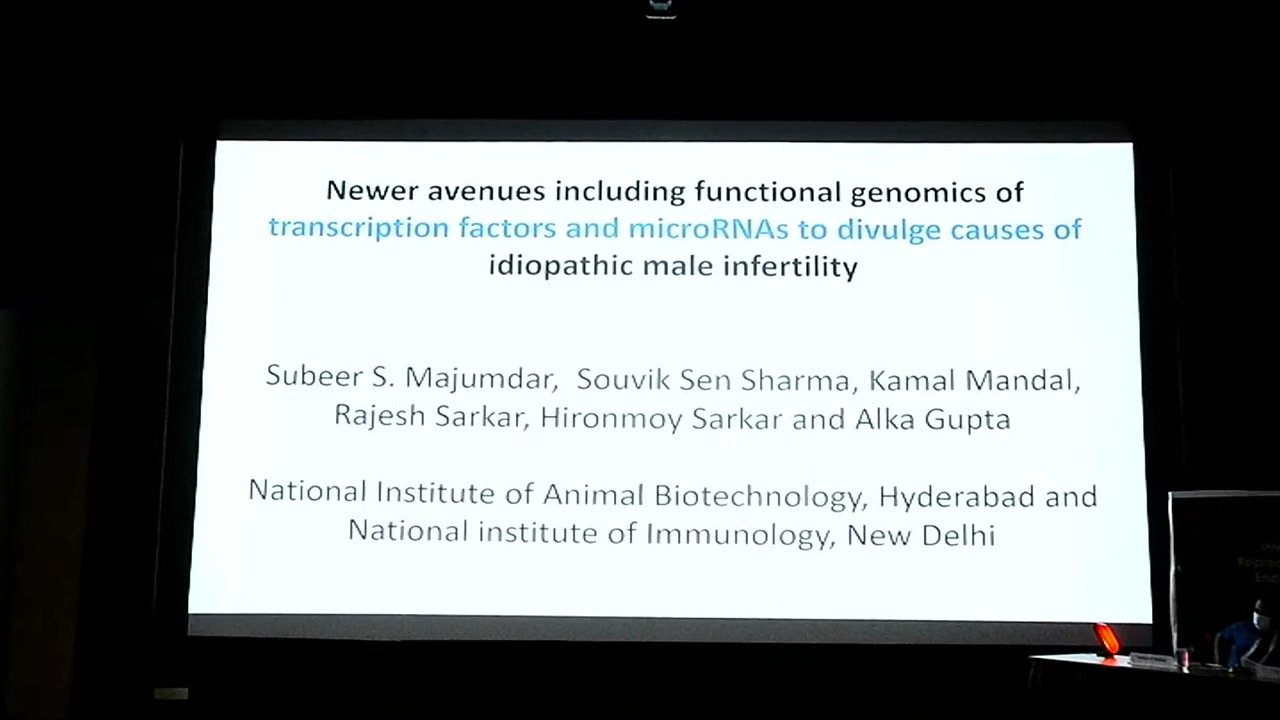 Newer avenues including functional genomics of
transcription factors and microRNAs to divulge causes of
idiopathic male infertility
Subeer S. Majumdar, Souvik Sen Sharma, Kamal Mandal,
Rajesh Sarkar, Hironmoy Sarkar and Alka Gupta
National Institute of Animal Biotechnology, Hyderabad and
National institute of Immunology, New Delhi